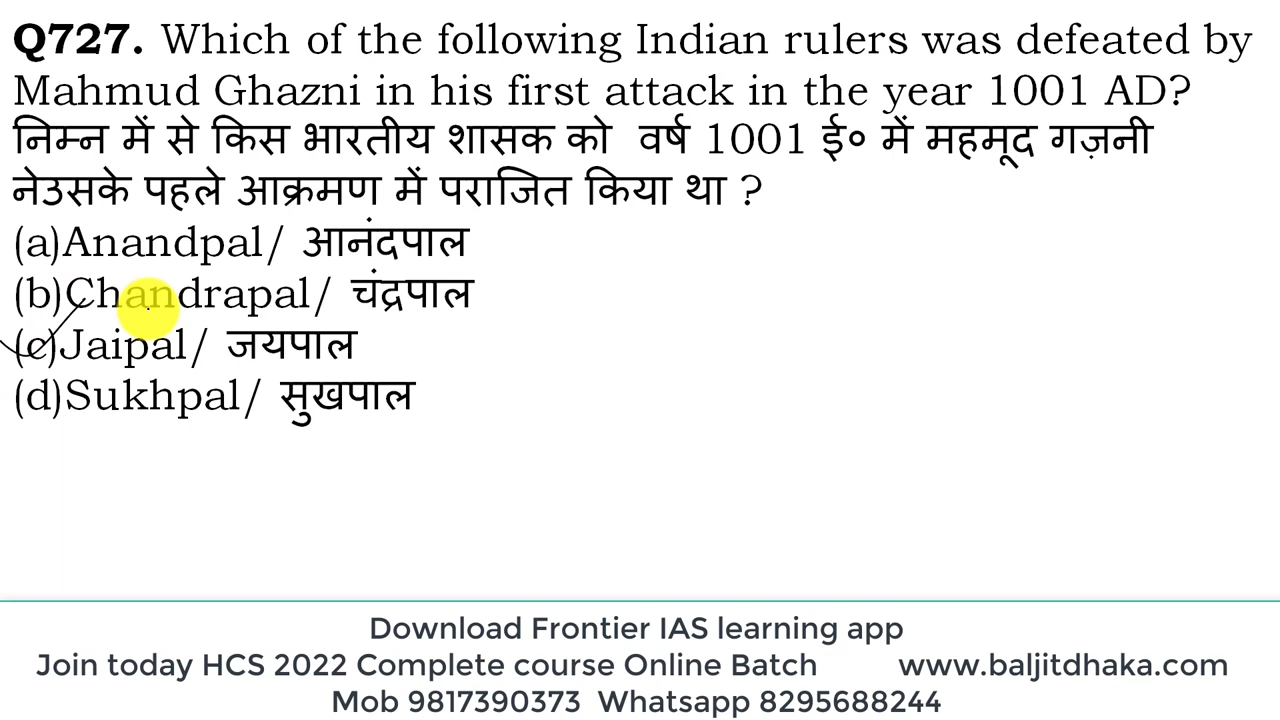 Q727. Which of the following Indian rulers was defeated by
Mahmud Ghazni in his first attack in the year 1001 AD?
निम्न में से किस भारतीय शासक को वर्ष 1001 ई॰ में महमूद गज़नी
नेउसके पहले आक्रमण में पराजित किया था ?
(a)Anandpal/ आनंदपाल
(b)Chandrapal/ चंद्रपाल
(c)Jaipal/ जयपाल
(d)Sukhpal/ सुखपाल
Download Frontier IAS learning app
Join today HCS 2022 Complete course Online Batch www.baljitdhaka.com
Mob 9817390373 Whatsapp 8295688244